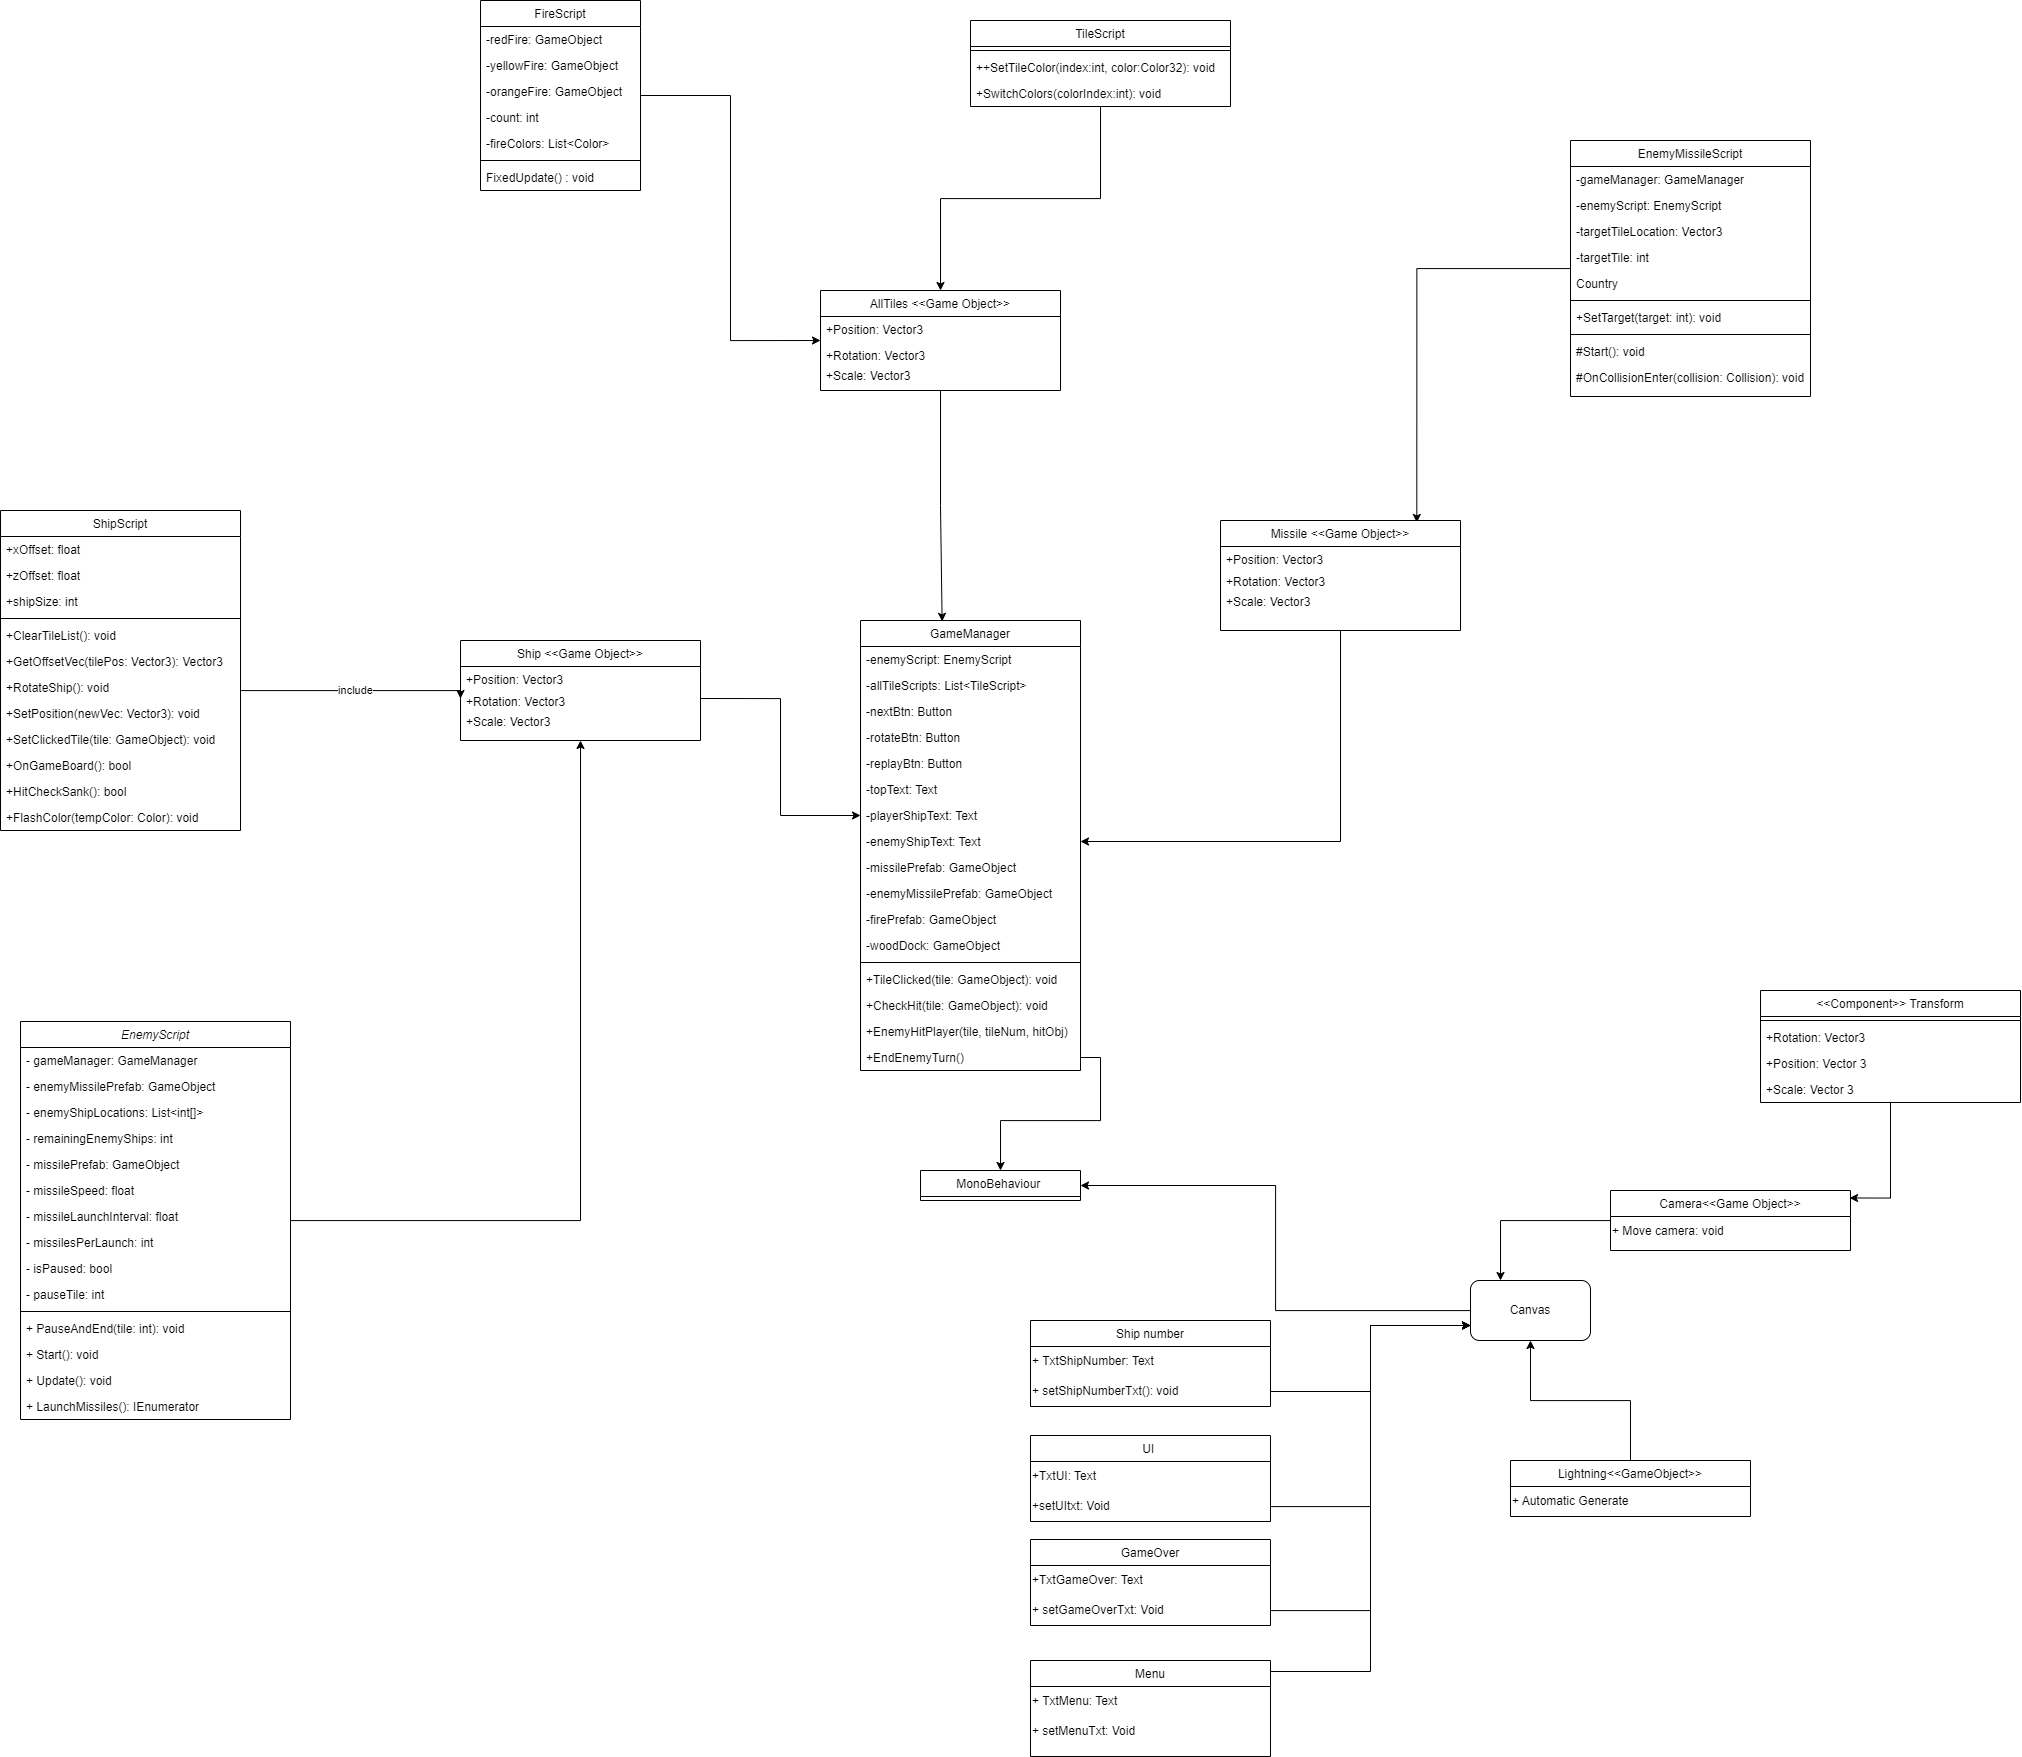 FireScript
-redFire: GameObject
-yellowFire: GameObject
-orangeFire: GameObject
-count: int
-fireColors: List<Color>
FixedUpdate() : void
TileScript
++SetTileColor(index:int, color:Color32): void
+SwitchColors(colorIndex:int): void
EnemyMissileScript
-gameManager: GameManager
-enemyScript: EnemyScript
-targetTileLocation: Vector3
-targetTile: int
Country
+SetTarget(target: int): void
#Start(): void
#OnCollisionEnter(collision: Collision): void
AllTiles <<Game Object>>
+Position: Vector3
+Rotation: Vector3
+Scale: Vector3
ShipScript
+xOffset: float
+zOffset: float
+shipSize: int
+ClearTileList(): void
+GetOffsetVec(tilePos: Vector3): Vector3
+RotateShip(): void
+SetPosition(newVec: Vector3): void
+SetClickedTile(tile: GameObject): void
+OnGameBoard(): bool
+HitCheckSank(): bool
+FlashColor(tempColor: Color): void
include
Ship <<Game Object>>
+Position: Vector3
+Rotation: Vector3
+Scale: Vector3
Missile <<Game Object>>
+Position: Vector3
+Rotation: Vector3
+Scale: Vector3
GameManager
-enemyScript: EnemyScript
-allTileScripts: List<TileScript>
-nextBtn: Button
-rotateBtn: Button
-replayBtn: Button
-topText: Text
-playerShipText: Text
-enemyShipText: Text
-missilePrefab: GameObject
-enemyMissilePrefab: GameObject
-firePrefab: GameObject
-woodDock: GameObject
+TileClicked(tile: GameObject): void
+CheckHit(tile: GameObject): void
+EnemyHitPlayer(tile, tileNum, hitObj)
+EndEnemyTurn()
EnemyScript
- gameManager: GameManager
- enemyMissilePrefab: GameObject
- enemyShipLocations: List<int[]>
- remainingEnemyShips: int
- missilePrefab: GameObject
- missileSpeed: float
- missileLaunchInterval: float
- missilesPerLaunch: int
- isPaused: bool
- pauseTile: int
+ PauseAndEnd(tile: int): void
+ Start(): void
+ Update(): void
+ LaunchMissiles(): IEnumerator
<<Component>> Transform
+Rotation: Vector3
+Position: Vector 3
+Scale: Vector 3
MonoBehaviour
Camera<<Game Object>>
+ Move camera: void
Canvas
Ship number
+ TxtShipNumber: Text
+ setShipNumberTxt(): void
UI
+TxtUI: Text
+setUItxt: Void
Lightning<<GameObject>>
+ Automatic Generate
GameOver
+TxtGameOver: Text
+ setGameOverTxt: Void
Menu
+ TxtMenu: Text
+ setMenuTxt: Void